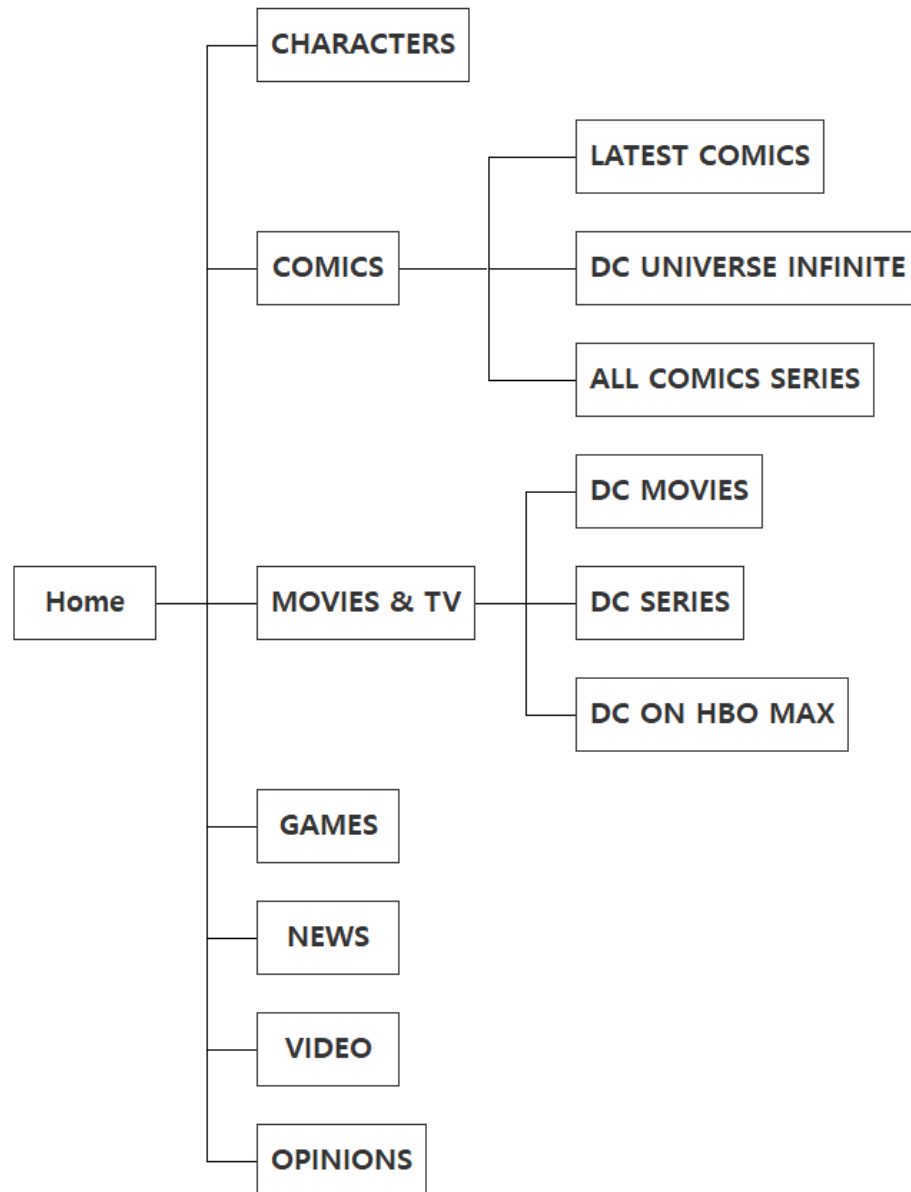 CHARACTERS
LATEST COMICS
COMICS
DC UNIVERSE INFINITE
ALL COMICS SERIES
DC MOVIES
Home
MOVIES & TV
DC SERIES
DC ON HBO MAX
GAMES
NEWS
VIDEO
OPINIONS